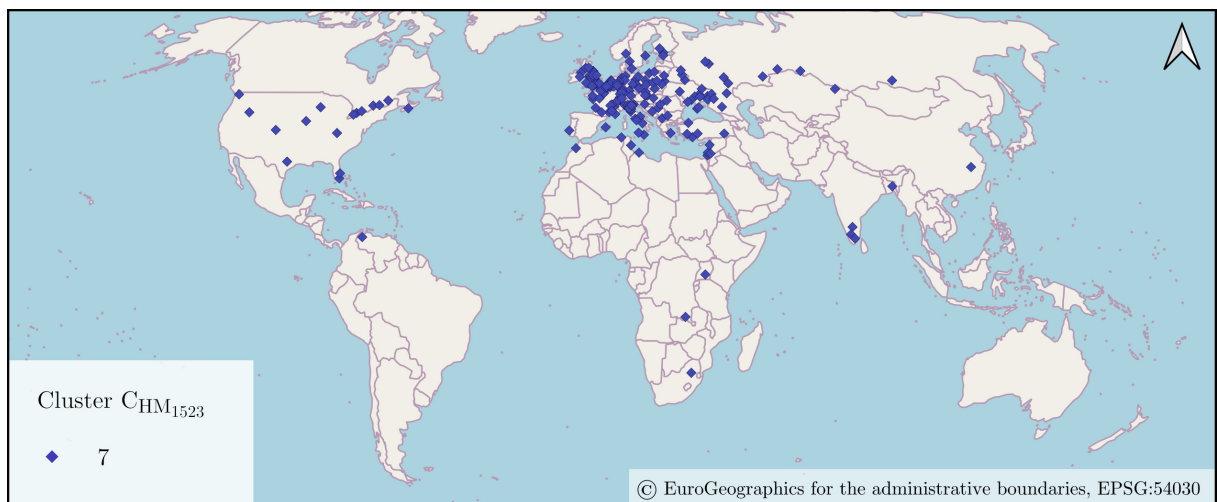 Cluster C_HM_1523
7
© EuroGeographics for the administrative boundaries, EPSG:54030